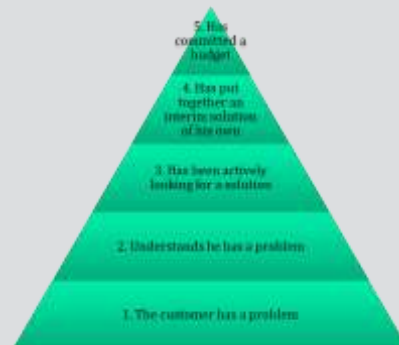 5. Has
committed a
budget
4. Has put
together an
interim solution
of his own
3. Has been actively
looking for a solution
2. Understands he has a problem
1. The customer has a problem